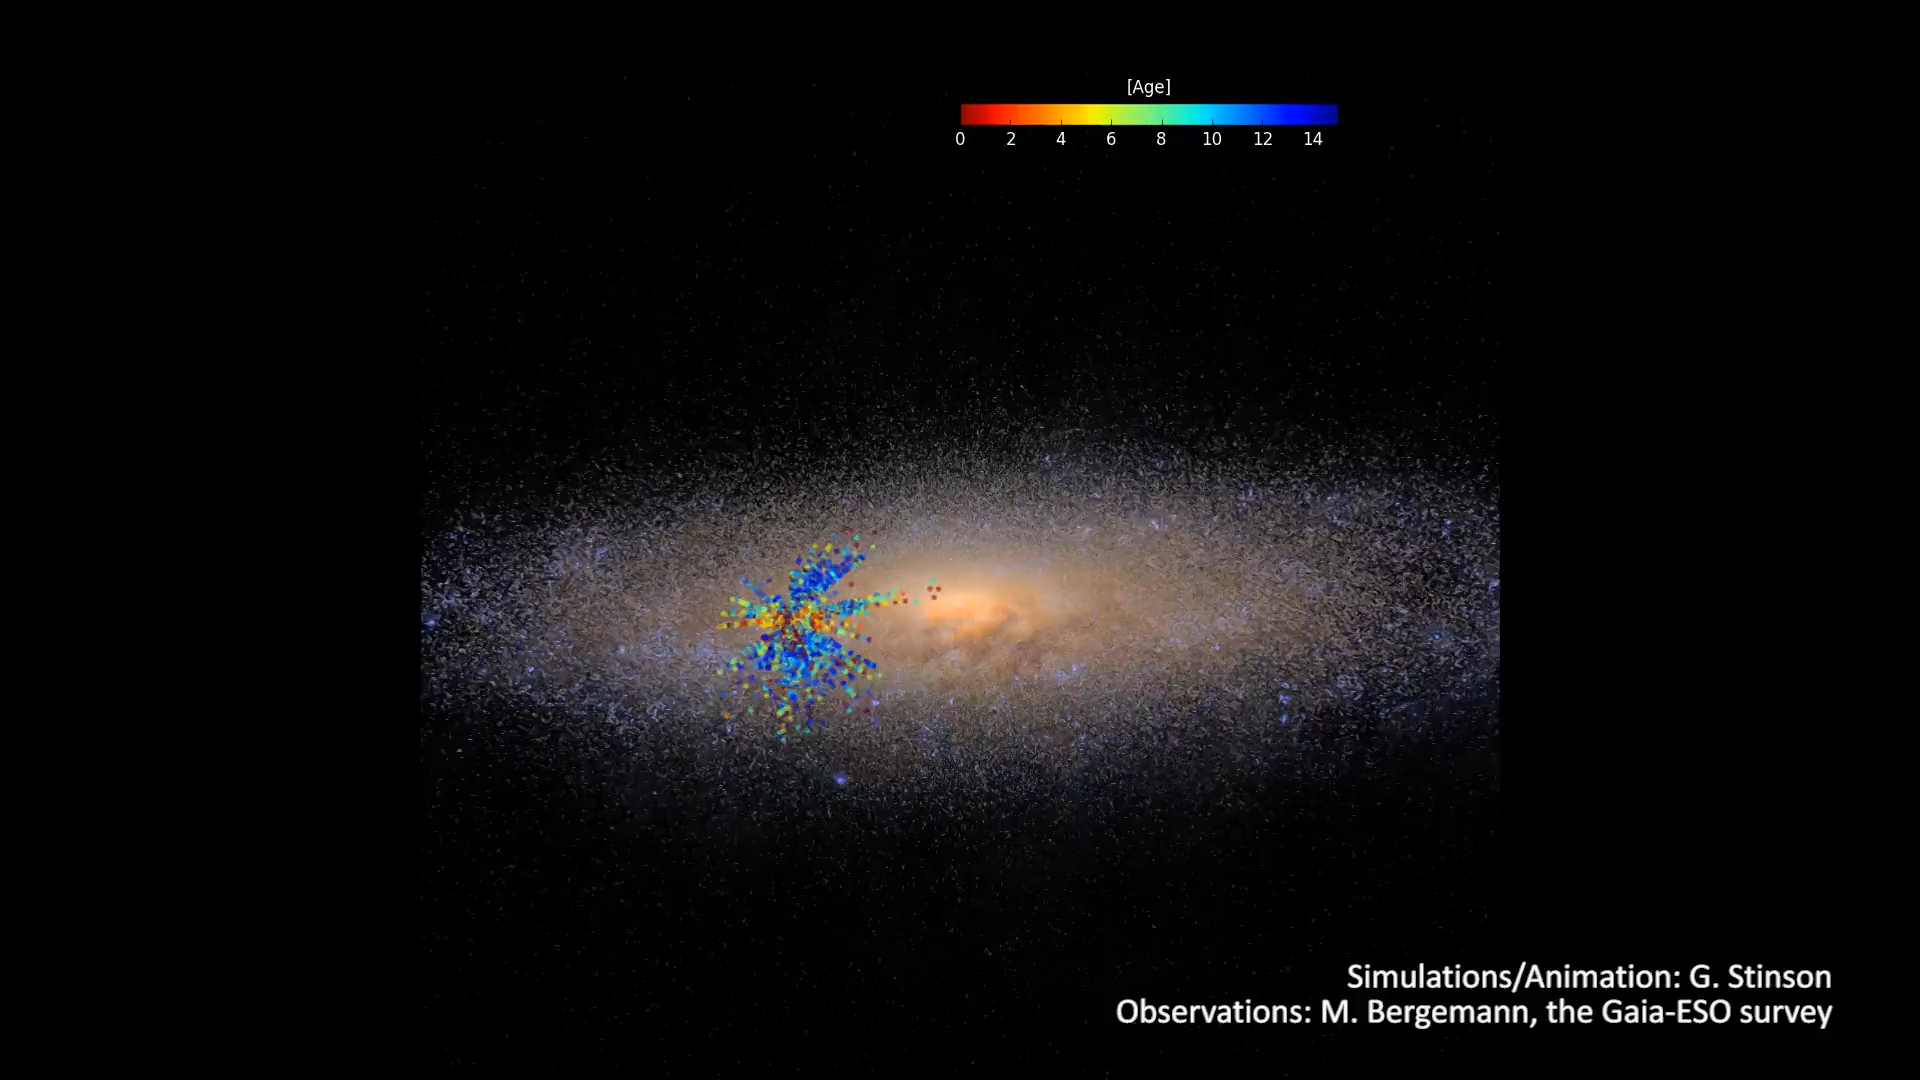 [Age]
0 2 4 6 8 10 12 14
Simulations/Animation: G. Stinson
Observations: M. Bergemann, the Gaia-ESO survey